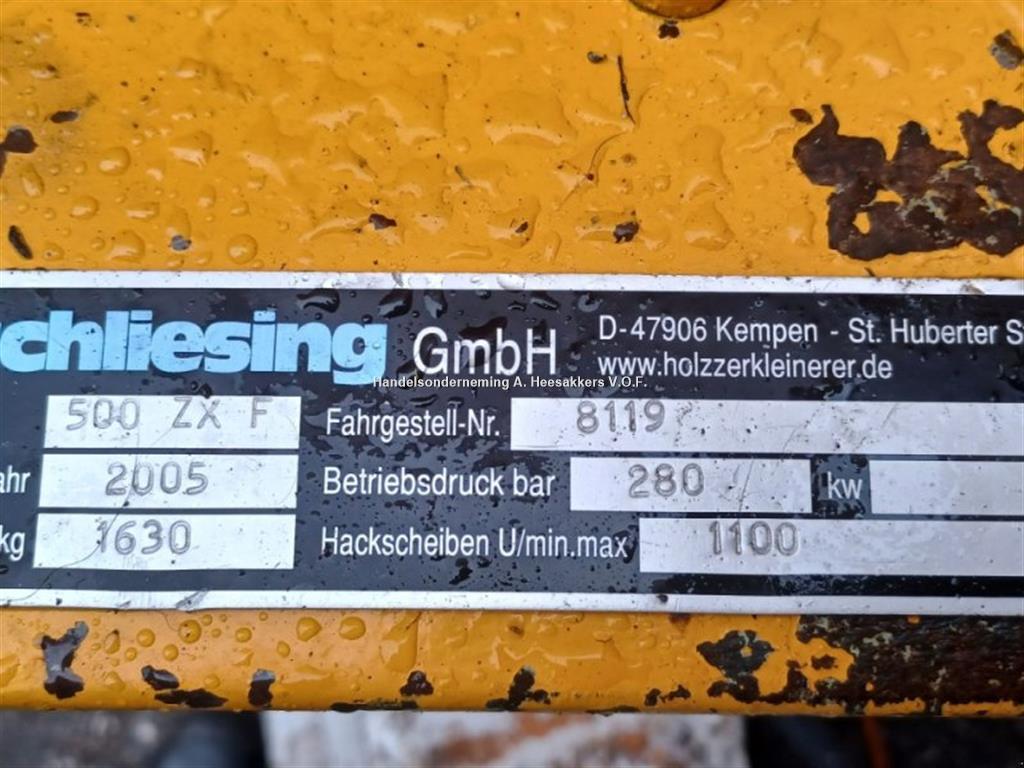 chliesing GmbH D-47906 Kempen - St. Huberter S
www.holzzerkleinerer.de
Handelsonderneming A. Heesakkers V.O.F.
500 ZX F Fahrgestell-Nr. 8119
ahr 2005 Betriebsdruck bar 280 kw
kg 1630 Hackscheiben U/min.max 1100